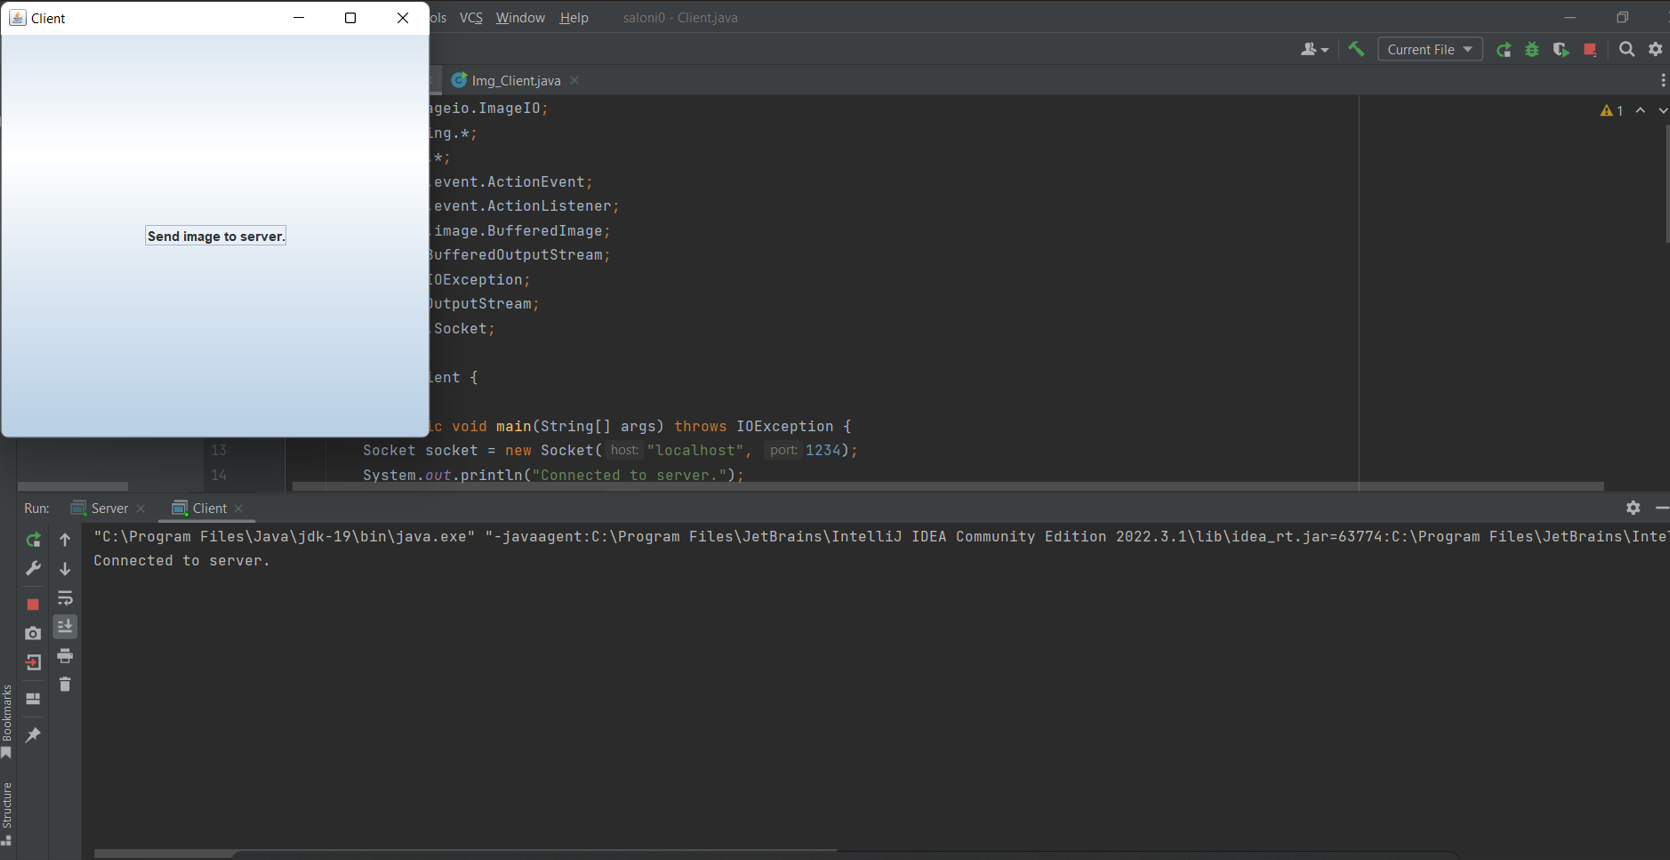 Client
ols VCS Window Help saloni0 - Client.java
Current File
Img_Client.java
ageio.ImageIO;
ing.*;
.*;
.event.ActionEvent;
.event.ActionListener;
.image.BufferedImage;
BufferedOutputStream;
IOException;
OutputStream;
.Socket;
ient {
ic void main(String[] args) throws IOException {
13 Socket socket = new Socket( host: "localhost", port: 1234);
14 System.out.println("Connected to server.");
1
Send image to server.
Run: Server Client
"C:\Program Files\Java\jdk-19\bin\java.exe" "-javaagent:C:\Program Files\JetBrains\IntelliJ IDEA Community Edition 2022.3.1\lib\idea_rt.jar=63774:C:\Program Files\JetBrains\Inte
Connected to server.
Bookmarks
Structure